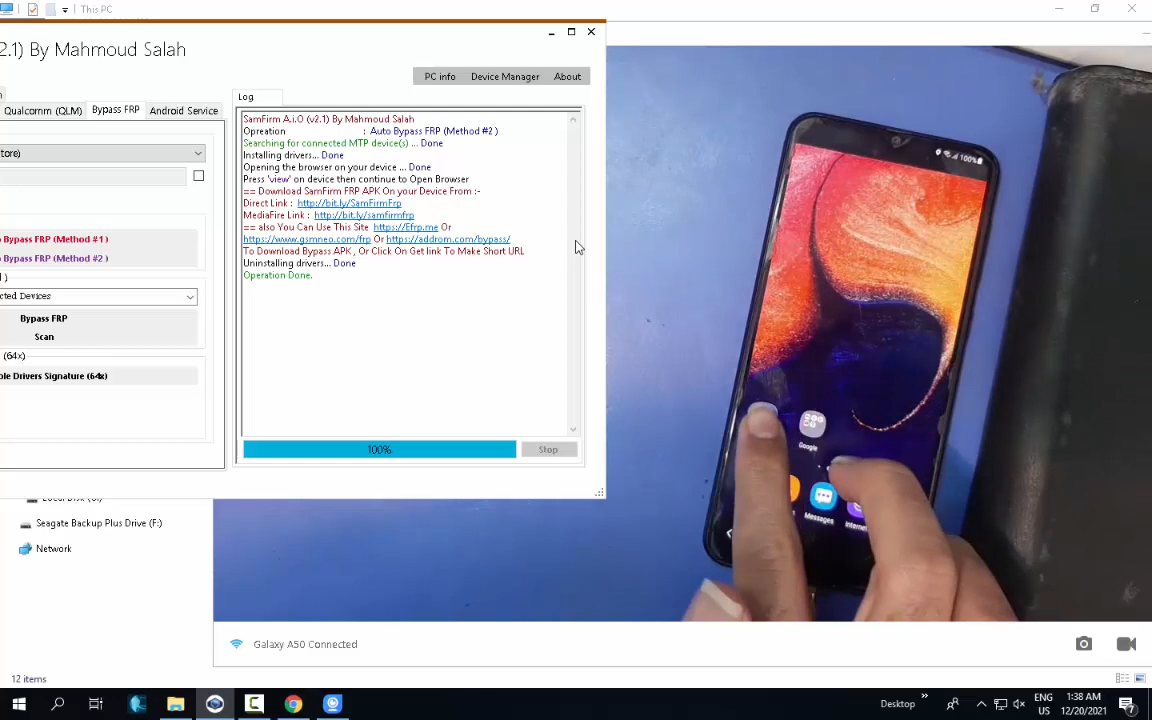 This PC
2.1) By Mahmoud Salah
PC info
Device Manager
About
Log
Qualcomm (QLM)
Bypass FRP
Android Service
SamFirm A.i.O (v2.1) By Mahmoud Salah
Opreation : Auto Bypass FRP (Method #2 )
Searching for connected MTP device(s) ... Done
Installing drivers... Done
Opening the browser on your device ... Done
Press 'view' on device then continue to Open Browser
== Download SamFirm FRP APK On your Device From :-
Direct Link : http://bit.ly/SamFirmFrp
MediaFire Link : http://bit.ly/samfirmfrp
== also You Can Use This Site https://Efrp.me Or
https://www.gsmneo.com/frp Or https://addrom.com/bypass/
To Download Bypass APK , Or Click On Get link To Make Short URL
Uninstalling drivers... Done
Operation Done.
tore)
o Bypass FRP (Method #1 )
o Bypass FRP (Method #2 )
cted Devices
Bypass FRP
Scan
(64x)
ble Drivers Signature (64x)
100%
Stop
Seagate Backup Plus Drive (F:)
Network
100%
Google
Messages
Galaxy A50 Connected
12 items
Desktop
ENG
US
1:38 AM
12/20/2021
7